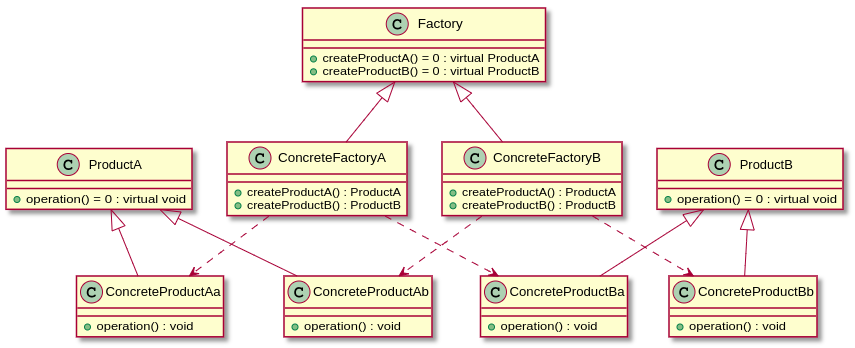 C Factory
createProductA() = 0 : virtual ProductA
createProductB() = 0 : virtual ProductB
C ProductA
operation() = 0 : virtual void
C ConcreteFactoryA
createProductA() : ProductA
createProductB() : ProductB
C ConcreteFactoryB
createProductA() : ProductA
createProductB() : ProductB
C ProductB
operation() = 0 : virtual void
C ConcreteProductAa
operation() : void
C ConcreteProductAb
operation() : void
C ConcreteProductBa
operation() : void
C ConcreteProductBb
operation() : void